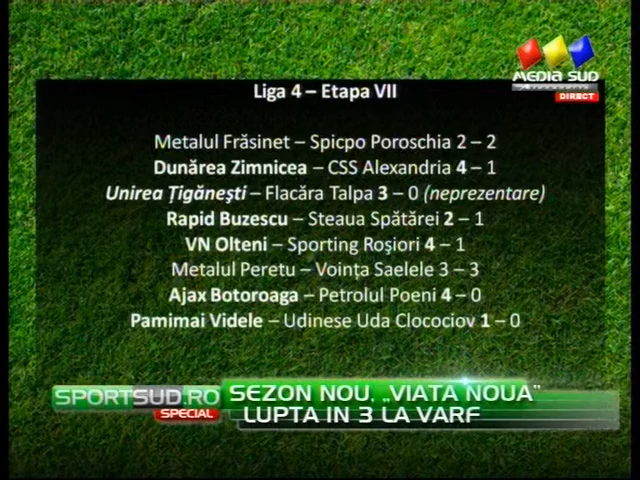 Liga 4 – Etapa VII
MEDIA SUD
DIRECT
Metalul Frăsinet – Spicpo Poroschia 2 – 2
Dunărea Zimnicea – CSS Alexandria 4 – 1
Unirea Țigănești – Flacăra Talpa 3 – 0 (neprezentare)
Rapid Buzescu – Steaua Spătărei 2 – 1
VN Olteni – Sporting Roșiori 4 – 1
Metalul Peretu – Voința Saelele 3 – 3
Ajax Botoroaga – Petrolul Poeni 4 – 0
Pamimai Videle – Udinese Uda Clocociov 1 – 0
SPORTSUD.RO
SPECIAL
SEZON NOU, „VIATA NOUA”
LUPTA IN 3 LA VARF